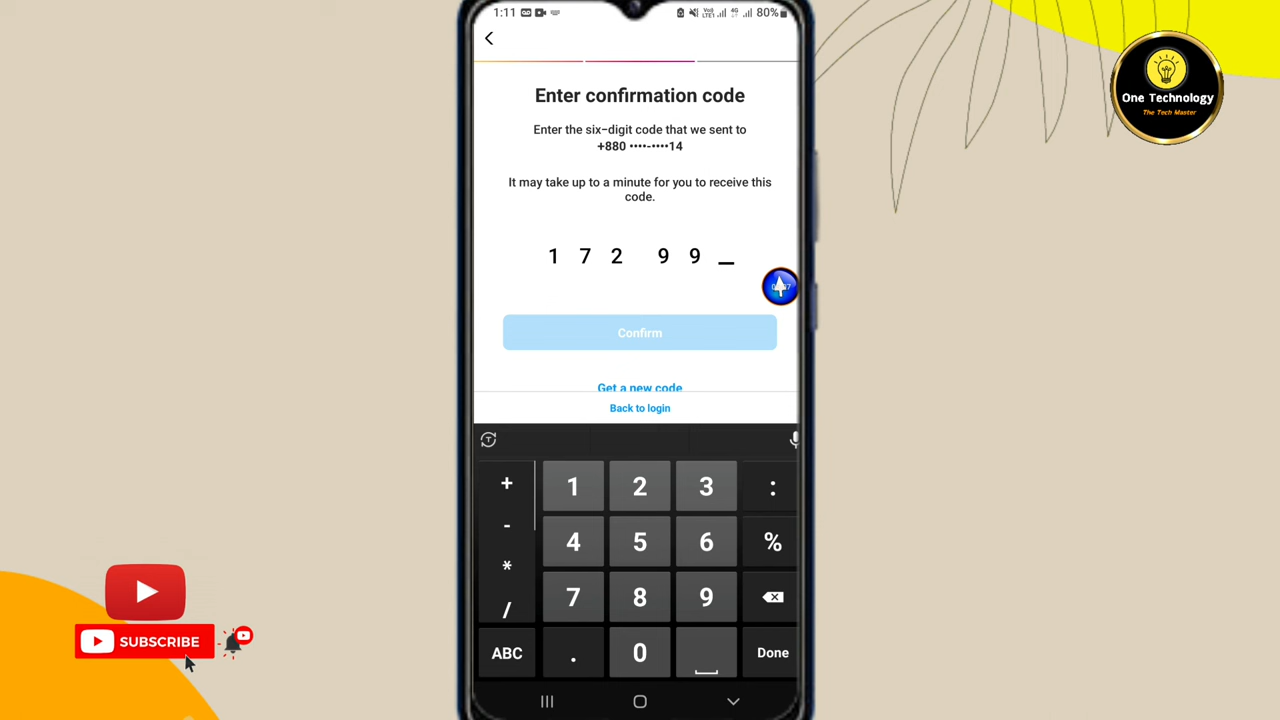 1:11
VoI)
LTE1
4G
80%
Enter confirmation code
Enter the six-digit code that we sent to
+880 ••••-••••14
It may take up to a minute for you to receive this
code.
1 7 2 9 9 _
Confirm
Get a new code
Back to login
T
+ 1 2 3 :
- 4 5 6 %
* 7 8 9
/
ABC . 0 Done
One Technology
The Tech Master
SUBSCRIBE